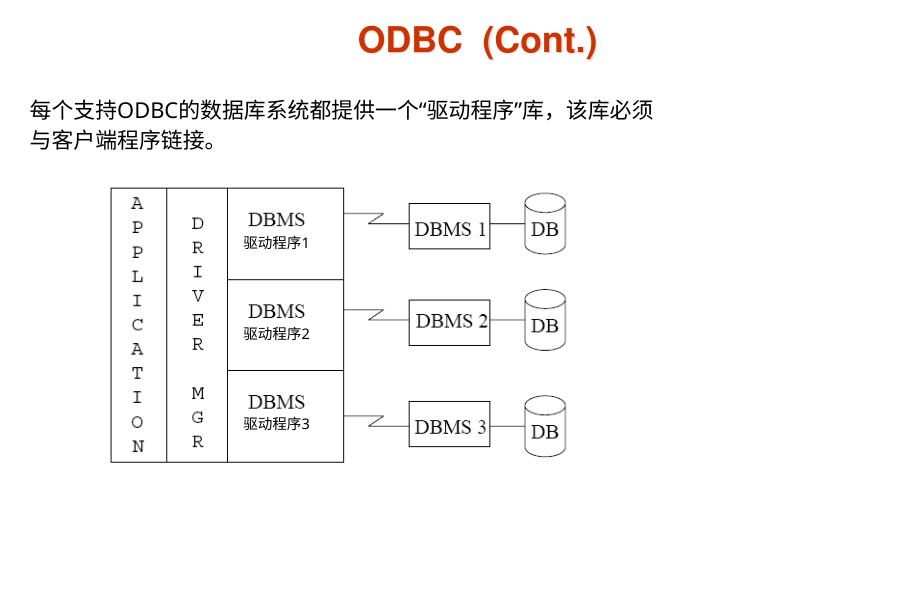 ODBC (Cont.)
每个支持ODBC的数据库系统都提供一个“驱动程序”库，该库必须
与客户端程序链接。
APPLICATION
DRIVER MGR
DBMS
驱动程序1
DBMS 1
DB
DBMS
驱动程序2
DBMS 2
DB
DBMS
驱动程序3
DBMS 3
DB